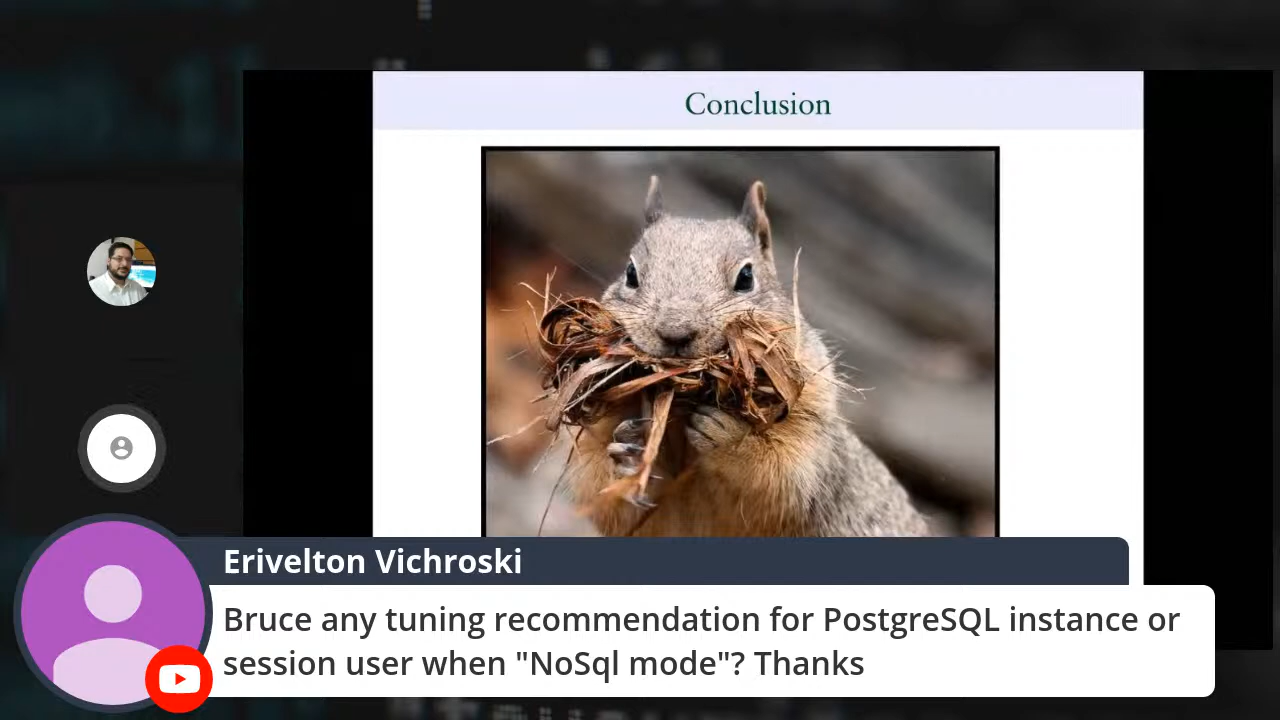 Conclusion
Erivelton Vichroski
Bruce any tuning recommendation for PostgreSQL instance or
session user when "NoSql mode"? Thanks